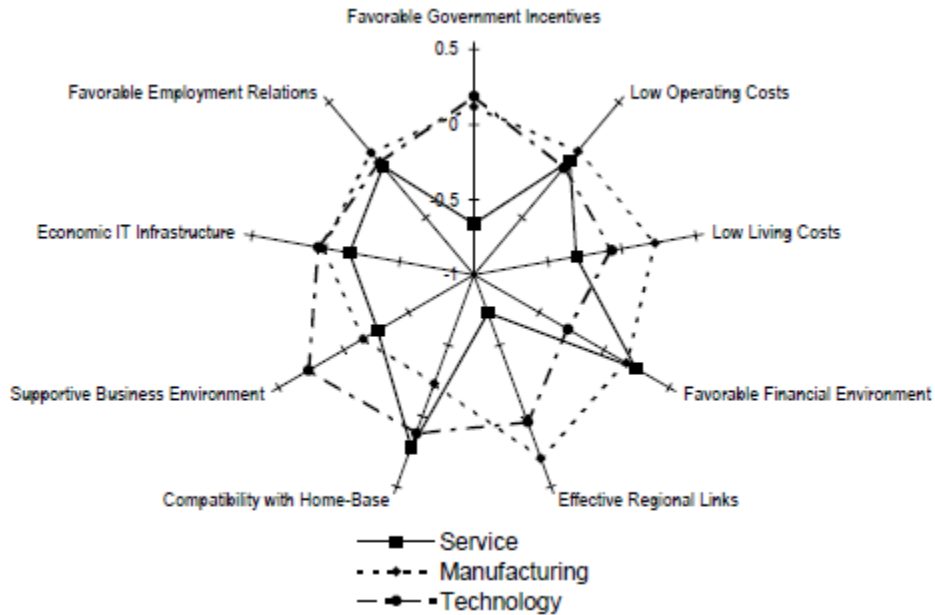 Favorable Government Incentives
0.5
Favorable Employment Relations
Low Operating Costs
0
-0.5
Economic IT Infrastructure
Low Living Costs
-1
Supportive Business Environment
Favorable Financial Environment
Compatibility with Home-Base
Effective Regional Links
Service
Manufacturing
Technology